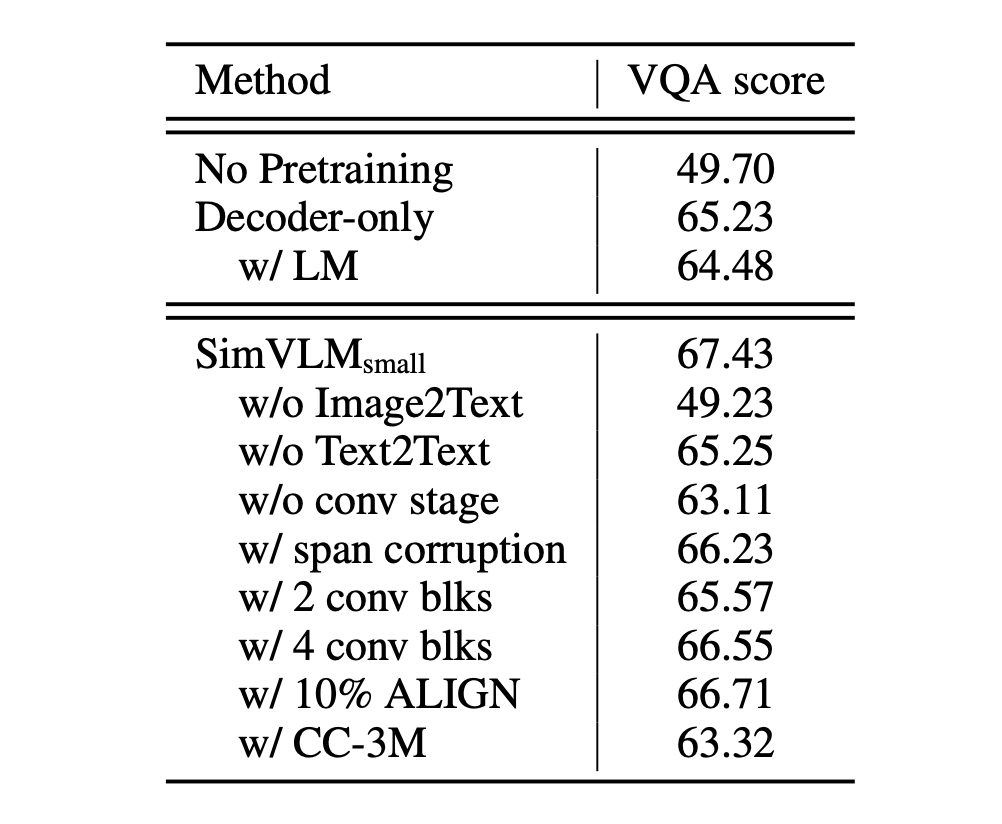 Method VQA score
No Pretraining 49.70
Decoder-only 65.23
w/ LM 64.48
SimVLMsmall 67.43
w/o Image2Text 49.23
w/o Text2Text 65.25
w/o conv stage 63.11
w/ span corruption 66.23
w/ 2 conv blks 65.57
w/ 4 conv blks 66.55
w/ 10% ALIGN 66.71
w/ CC-3M 63.32